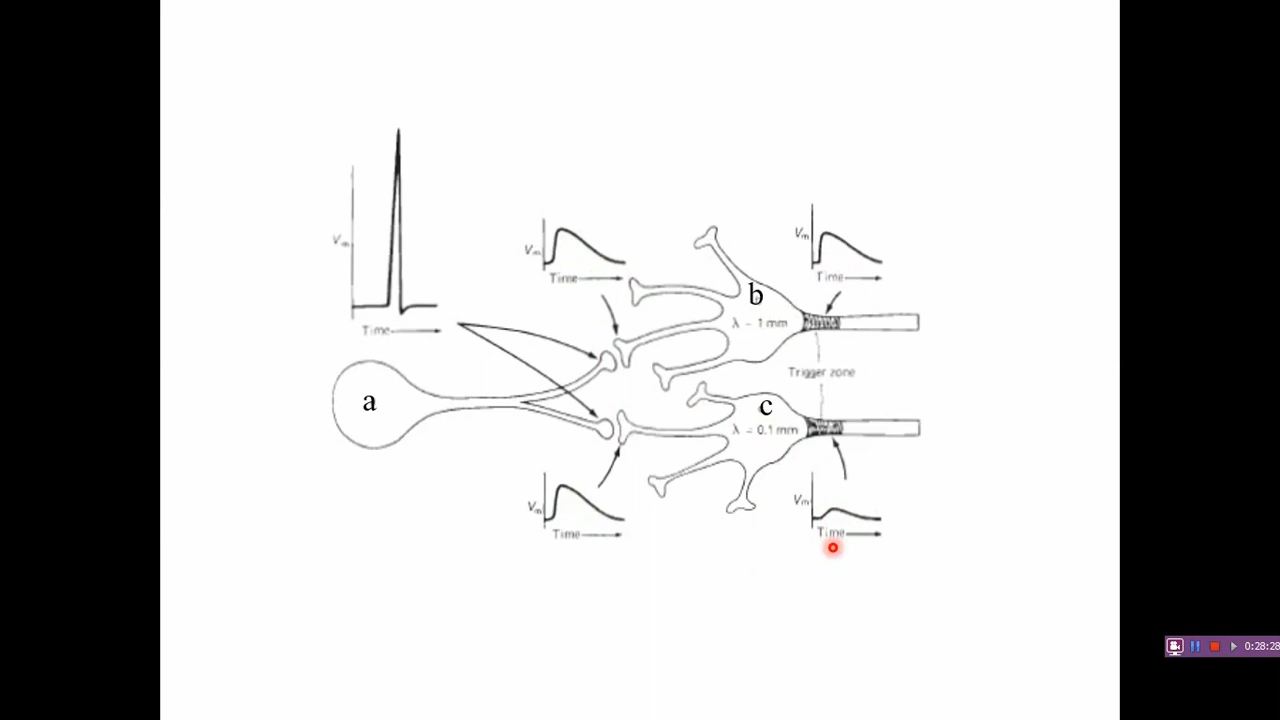 Vm
Time
Vm
Time
Vm
Time
b
λ = 1 mm
Trigger zone
a
c
λ = 0.1 mm
Vm
Time
Vm
Time
0:28:28